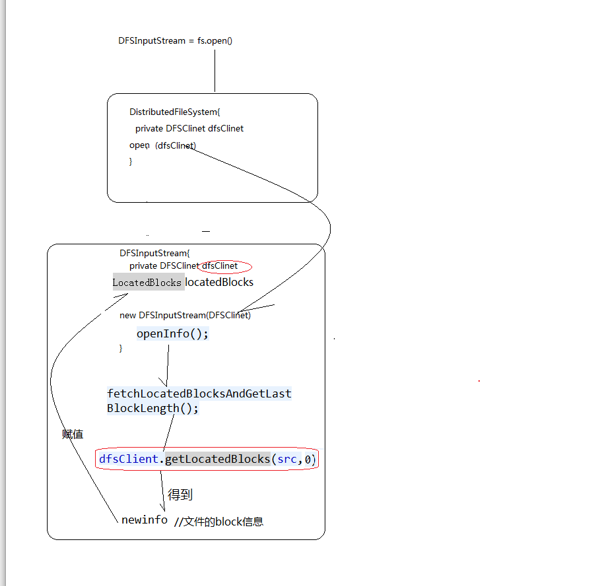 DFSInputStream = fs.open()
DistributedFileSystem{
private DFSClinet dfsClinet
open (dfsClinet)
}
DFSInputStream{
private DFSClinet dfsClinet
LocatedBlocks locatedBlocks
new DFSInputStream(DFSClinet)
openInfo();
}
fetchLocatedBlocksAndGetLast
BlockLength();
赋值
dfsClient.getLocatedBlocks(src,0)
得到
newinfo //文件的block信息